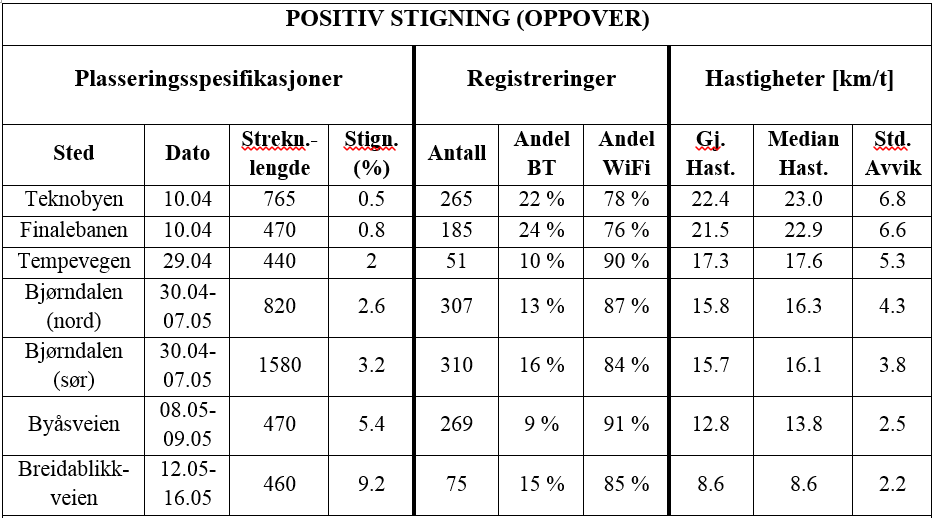 POSITIV STIGNING (OPPOVER)
Plasseringsspesifikasjoner Registreringer Hastigheter [km/t]
Sted Dato Strekn.-lengde Stign. (%) Antall Andel BT Andel WiFi Gj. Hast. Median Hast. Std. Avvik
Teknobyen 10.04 765 0.5 265 22 % 78 % 22.4 23.0 6.8
Finalebanen 10.04 470 0.8 185 24 % 76 % 21.5 22.9 6.6
Tempevegen 29.04 440 2 51 10 % 90 % 17.3 17.6 5.3
Bjørndalen (nord) 30.04-07.05 820 2.6 307 13 % 87 % 15.8 16.3 4.3
Bjørndalen (sør) 30.04-07.05 1580 3.2 310 16 % 84 % 15.7 16.1 3.8
Byåsveien 08.05-09.05 470 5.4 269 9 % 91 % 12.8 13.8 2.5
Breidablikk-veien 12.05-16.05 460 9.2 75 15 % 85 % 8.6 8.6 2.2